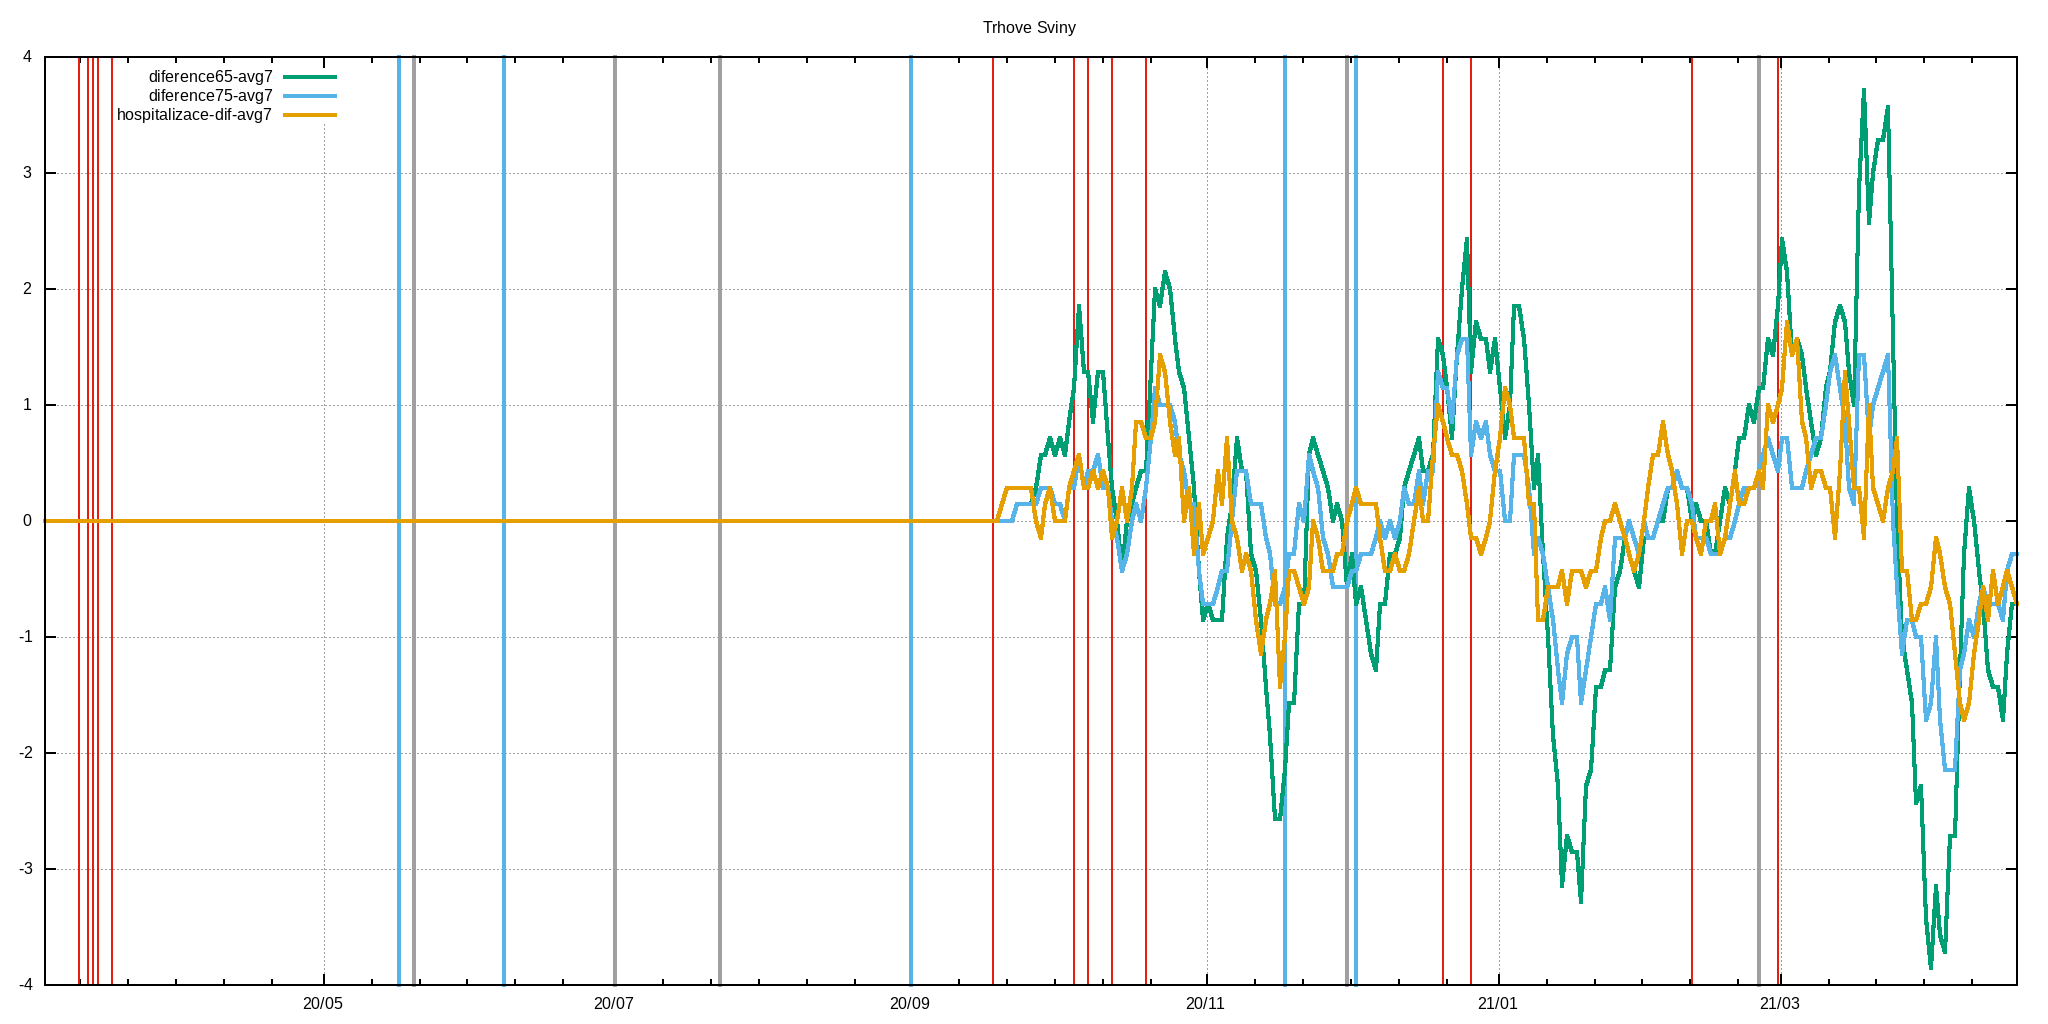 Trhove Sviny
diference65-avg7
diference75-avg7
hospitalizace-dif-avg7
4
3
2
1
0
-1
-2
-3
-4
20/05 20/07 20/09 20/11 21/01 21/03